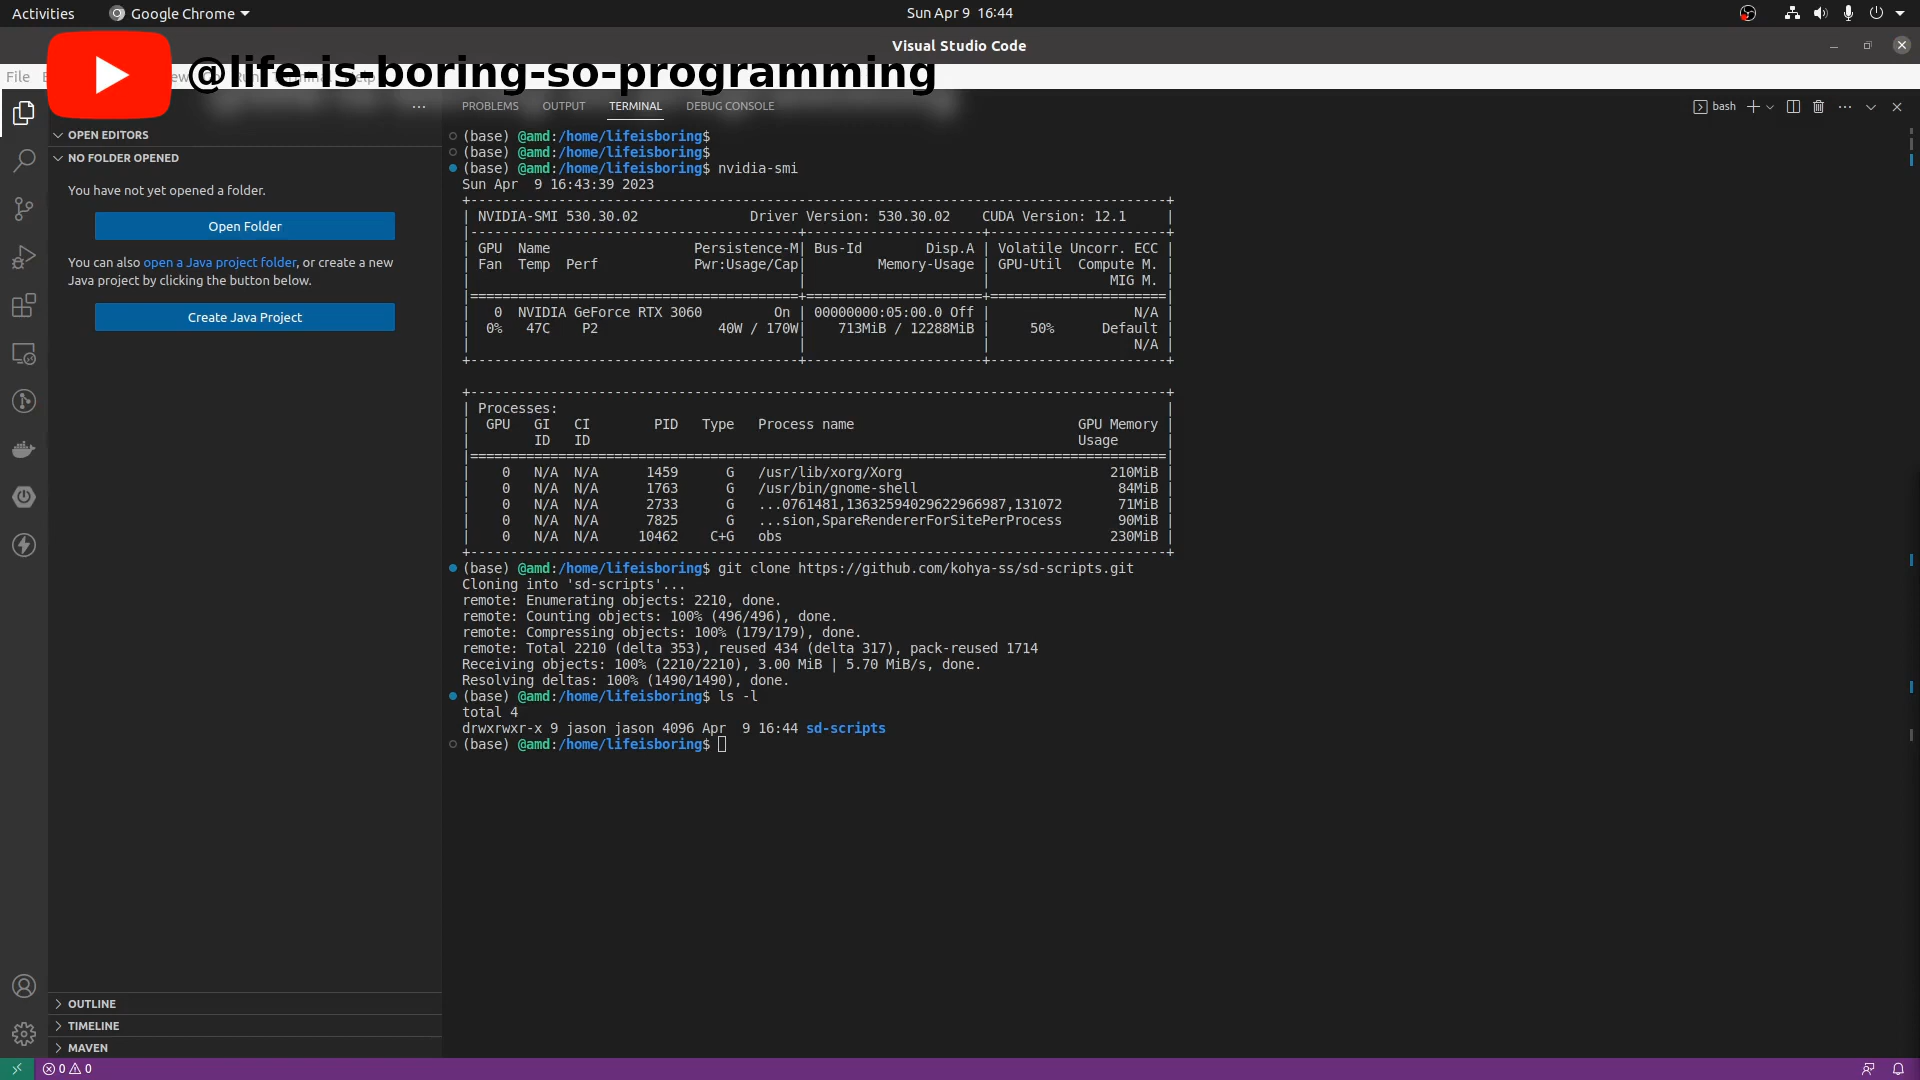 Activities Google Chrome Sun Apr 9 16:44
Visual Studio Code
@life-is-boring-so-programming
File
PROBLEMS OUTPUT TERMINAL DEBUG CONSOLE bash
OPEN EDITORS
NO FOLDER OPENED
You have not yet opened a folder.
Open Folder
You can also open a Java project folder, or create a new
Java project by clicking the button below.
Create Java Project
OUTLINE
TIMELINE
MAVEN
(base) @amd:/home/lifeisboring$
(base) @amd:/home/lifeisboring$
(base) @amd:/home/lifeisboring$ nvidia-smi
Sun Apr  9 16:43:39 2023
+---------------------------------------------------------------------------------------+
| NVIDIA-SMI 530.30.02              Driver Version: 530.30.02    CUDA Version: 12.1     |
|-----------------------------------------+----------------------+----------------------+
| GPU  Name                  Persistence-M| Bus-Id        Disp.A | Volatile Uncorr. ECC |
| Fan  Temp  Perf            Pwr:Usage/Cap|         Memory-Usage | GPU-Util  Compute M. |
|                                         |                      |               MIG M. |
|=========================================+======================+======================|
|   0  NVIDIA GeForce RTX 3060         On | 00000000:05:00.0 Off |                  N/A |
|  0%   47C    P2               40W / 170W|    713MiB / 12288MiB |     50%      Default |
|                                         |                      |                  N/A |
+-----------------------------------------+----------------------+----------------------+
+---------------------------------------------------------------------------------------+
| Processes:                                                                            |
|  GPU   GI   CI        PID   Type   Process name                            GPU Memory |
|        ID   ID                                                             Usage      |
|=======================================================================================|
|    0   N/A  N/A      1459      G   /usr/lib/xorg/Xorg                          210MiB |
|    0   N/A  N/A      1763      G   /usr/bin/gnome-shell                         84MiB |
|    0   N/A  N/A      2733      G   ...0761481,13632594029622966987,131072       71MiB |
|    0   N/A  N/A      7825      G   ...sion,SpareRendererForSitePerProcess       90MiB |
|    0   N/A  N/A     10462    C+G   obs                                         230MiB |
+---------------------------------------------------------------------------------------+
(base) @amd:/home/lifeisboring$ git clone https://github.com/kohya-ss/sd-scripts.git
Cloning into 'sd-scripts'...
remote: Enumerating objects: 2210, done.
remote: Counting objects: 100% (496/496), done.
remote: Compressing objects: 100% (179/179), done.
remote: Total 2210 (delta 353), reused 434 (delta 317), pack-reused 1714
Receiving objects: 100% (2210/2210), 3.00 MiB | 5.70 MiB/s, done.
Resolving deltas: 100% (1490/1490), done.
(base) @amd:/home/lifeisboring$ ls -l
total 4
drwxrwxr-x 9 jason jason 4096 Apr  9 16:44 sd-scripts
(base) @amd:/home/lifeisboring$
0 0